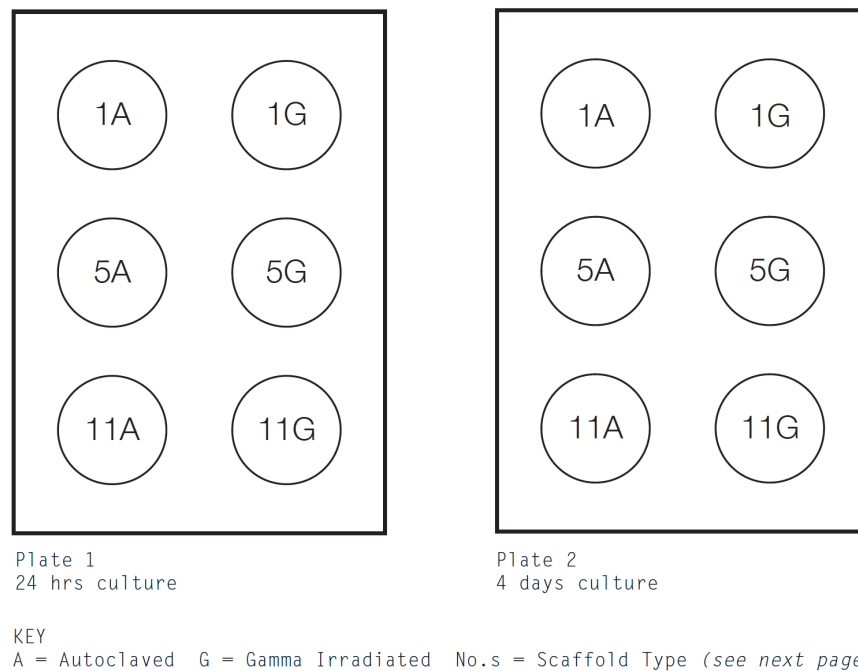 1A 1G
5A 5G
11A 11G
Plate 1
24 hrs culture
1A 1G
5A 5G
11A 11G
Plate 2
4 days culture
KEY
A = Autoclaved G = Gamma Irradiated No.s = Scaffold Type (see next page